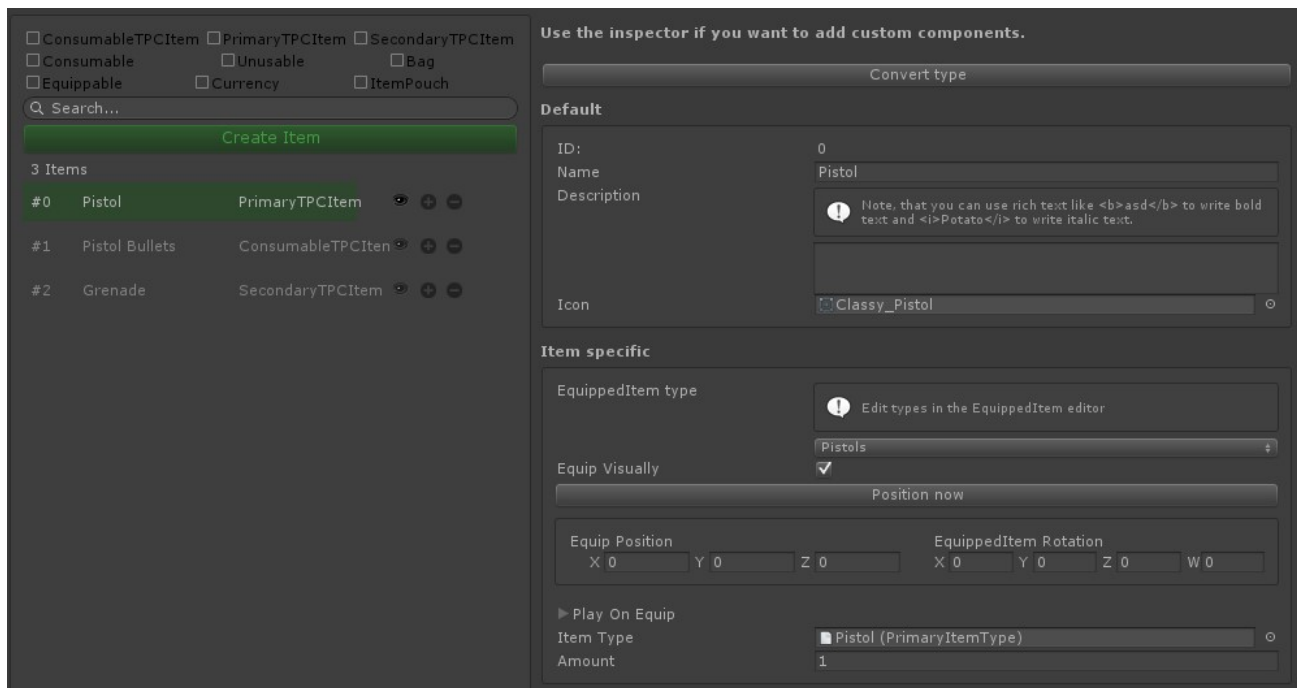 ConsumableTPCItem PrimaryTPCItem SecondaryTPCItem
Consumable Unusable Bag
Equippable Currency ItemPouch
Search...
Create Item
3 Items
#0 Pistol PrimaryTPCItem
#1 Pistol Bullets ConsumableTPCIten
#2 Grenade SecondaryTPCItem
Use the inspector if you want to add custom components.
Convert type
Default
ID: 0
Name Pistol
Description
Note, that you can use rich text like <b>asd</b> to write bold
text and <i>Potato</i> to write italic text.
Icon Classy_Pistol
Item specific
EquippedItem type
Edit types in the EquippedItem editor
Pistols
Equip Visually
Position now
Equip Position EquippedItem Rotation
X 0 Y 0 Z 0 X 0 Y 0 Z 0 W 0
Play On Equip
Item Type Pistol (PrimaryItemType)
Amount 1